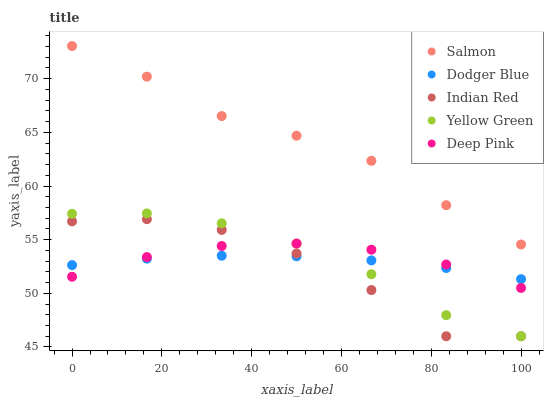 title
Salmon
Dodger Blue
Indian Red
Yellow Green
Deep Pink
yaxis_label
70
65
60
55
50
45
0 20 40 60 80 100
xaxis_label